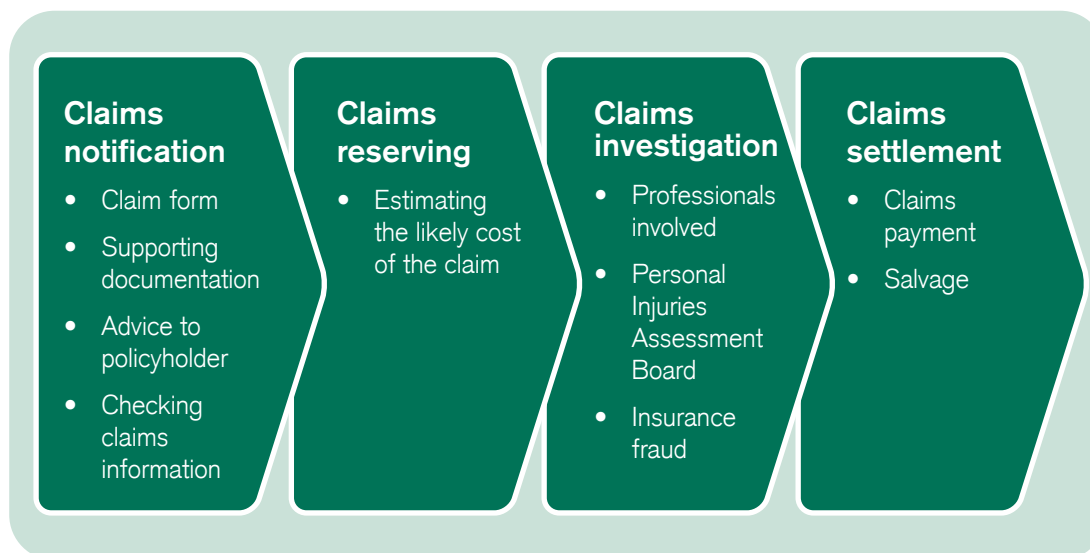 Claims
notification
• Claim form
• Supporting
documentation
• Advice to
policyholder
• Checking
claims
information
Claims
reserving
• Estimating
the likely cost
of the claim
Claims
investigation
• Professionals
involved
• Personal
Injuries
Assessment
Board
• Insurance
fraud
Claims
settlement
• Claims
payment
• Salvage